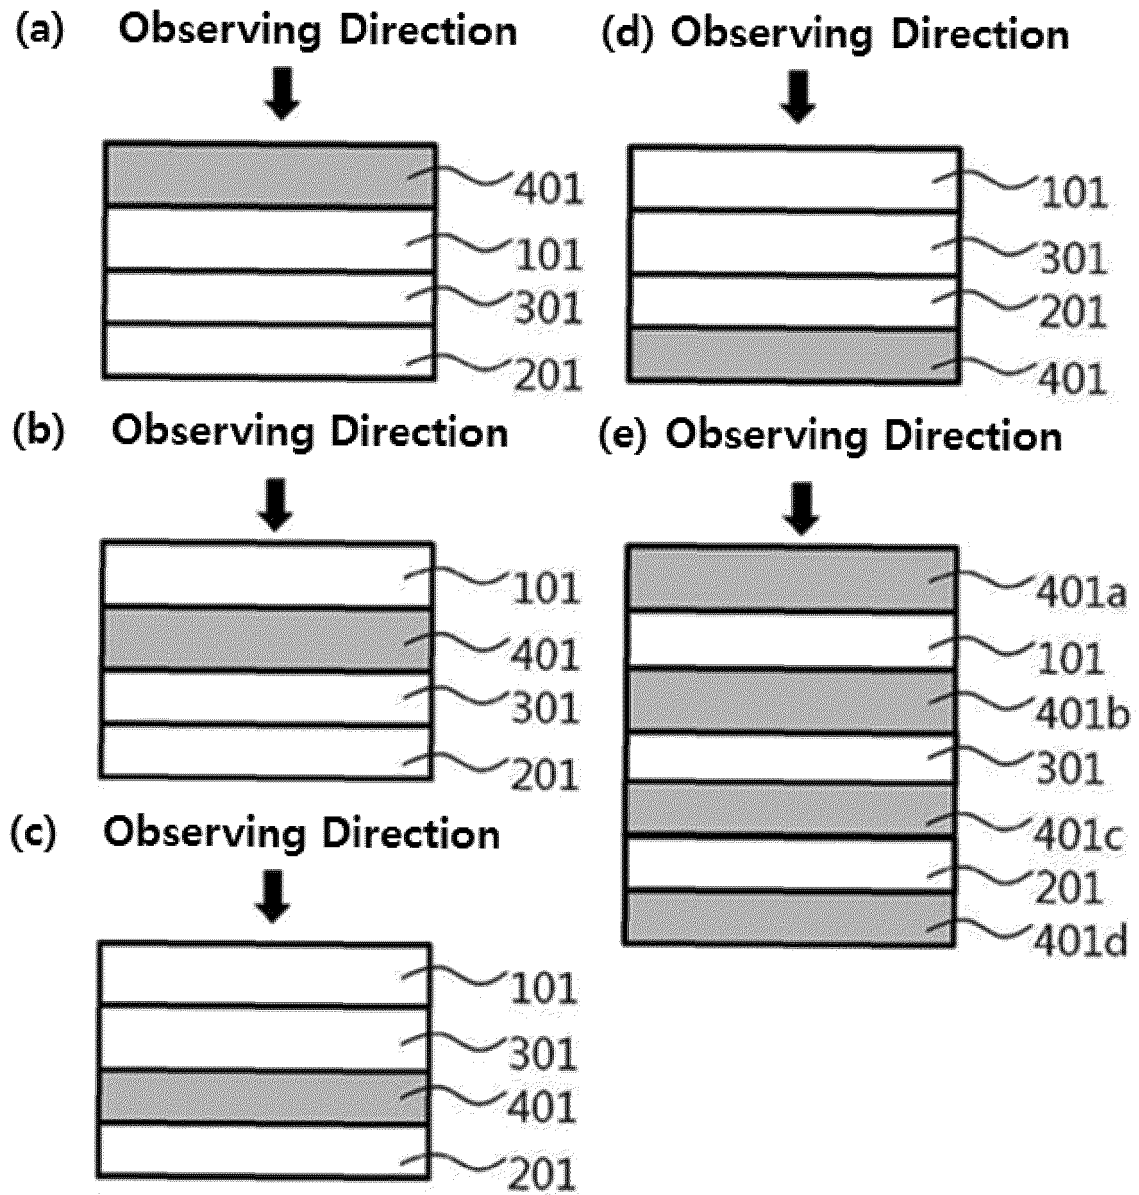 (a) Observing Direction
401
101
301
201
(b) Observing Direction
101
401
301
201
(c) Observing Direction
101
301
401
201
(d) Observing Direction
101
301
201
401
(e) Observing Direction
401a
101
401b
301
401c
201
401d